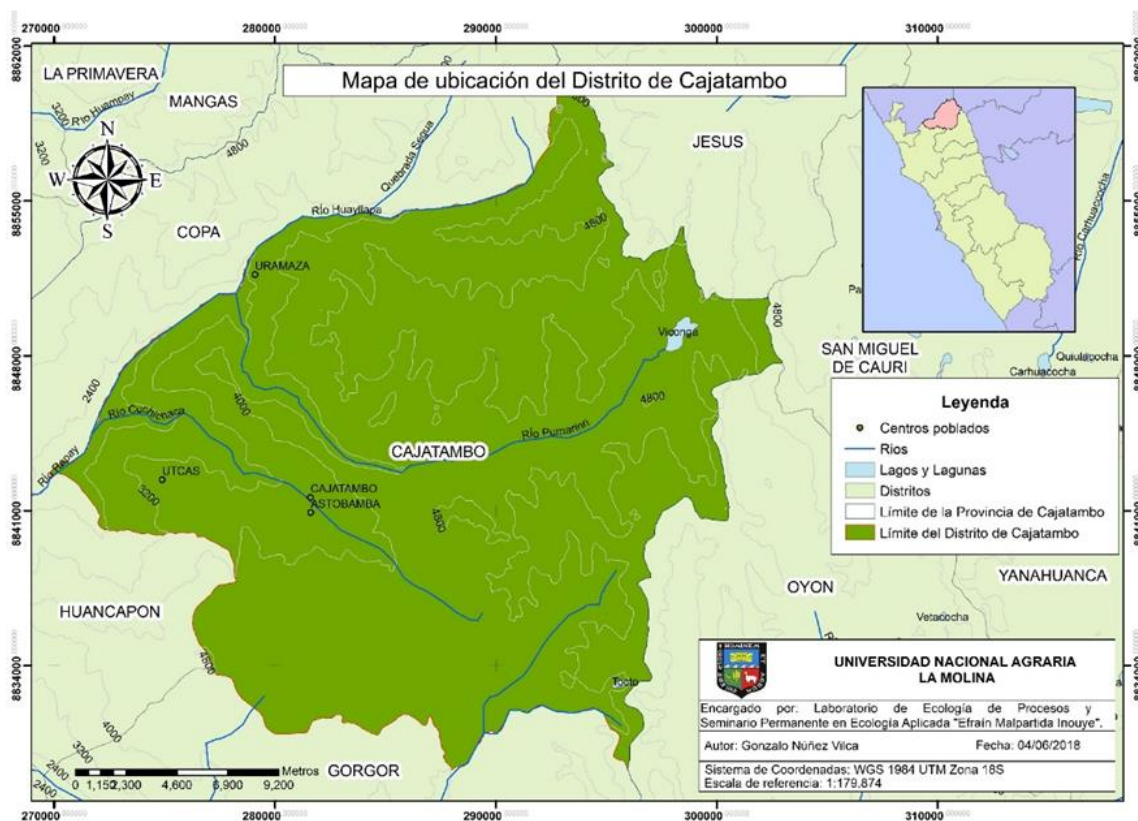 270000
280000
290000
300000
310000
8862000
8855000
8848000
8841000
8834000
Mapa de ubicación del Distrito de Cajatambo
LA PRIMAVERA
MANGAS
Río Huampay
3200
3200
4800
N
W
E
S
COPA
Quebrada Segua
Río Huayllapa
JESUS
4800
URAMAZA
4800
Viconga
2400
4000
4800
Río Cuchichaca
Río Pumarinri
CAJATAMBO
Río Rapay
UTCAS
3200
CAJATAMBO
ASTOBAMBA
4800
SAN MIGUEL
DE CAURI
Río Carhuacocha
Quiulacocha
Carhuacocha
Leyenda
Centros poblados
Rios
Lagos y Lagunas
Distritos
Límite de la Provincia de Cajatambo
Límite del Distrito de Cajatambo
HUANCAPON
OYON
YANAHUANCA
Vetacocha
4800
Tocto
4000
3200
2400
2400
GORGOR
0 1,150 2,300 4,600 6,900 9,200
Metros
UNIVERSIDAD NACIONAL AGRARIA
LA MOLINA
Encargado por: Laboratorio de Ecología de Procesos y
Seminario Permanente en Ecología Aplicada "Efraín Malpartida Inouye".
Autor: Gonzalo Núñez Vilca Fecha: 04/06/2018
Sistema de Coordenadas: WGS 1984 UTM Zona 18S
Escala de referencia: 1:179.874
270000
280000
290000
300000
310000